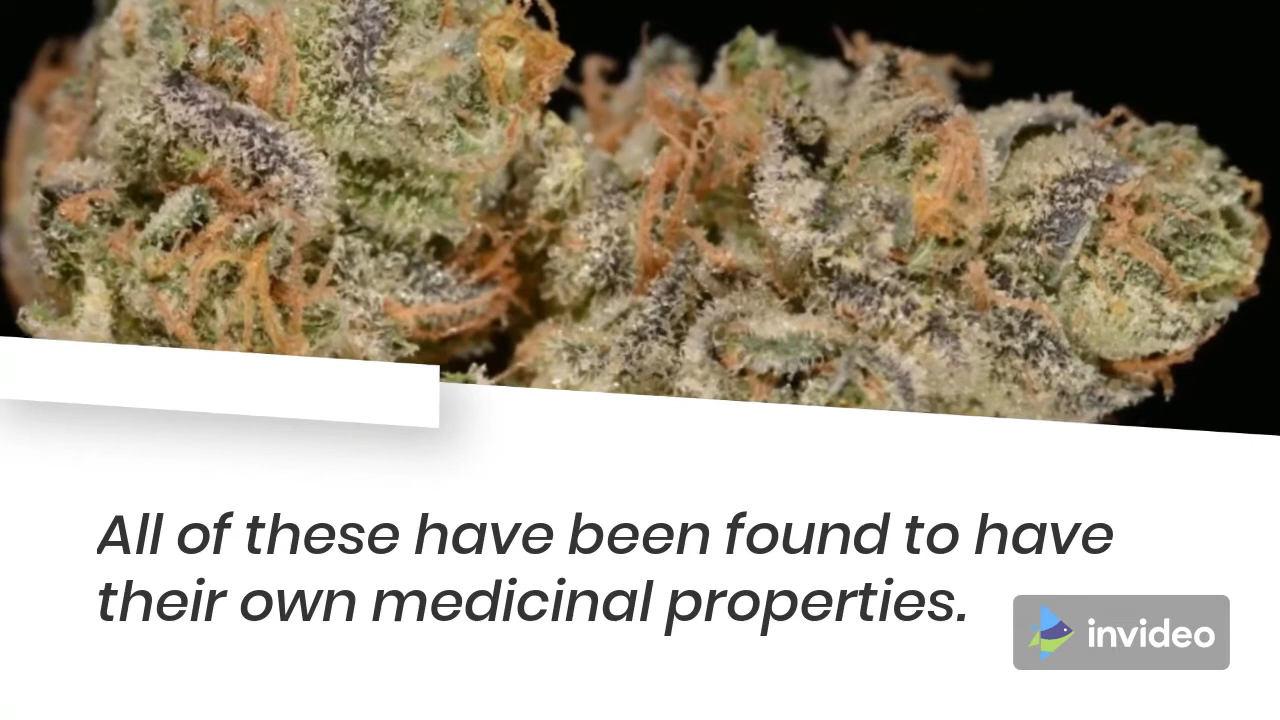 All of these have been found to have
their own medicinal properties.
invideo